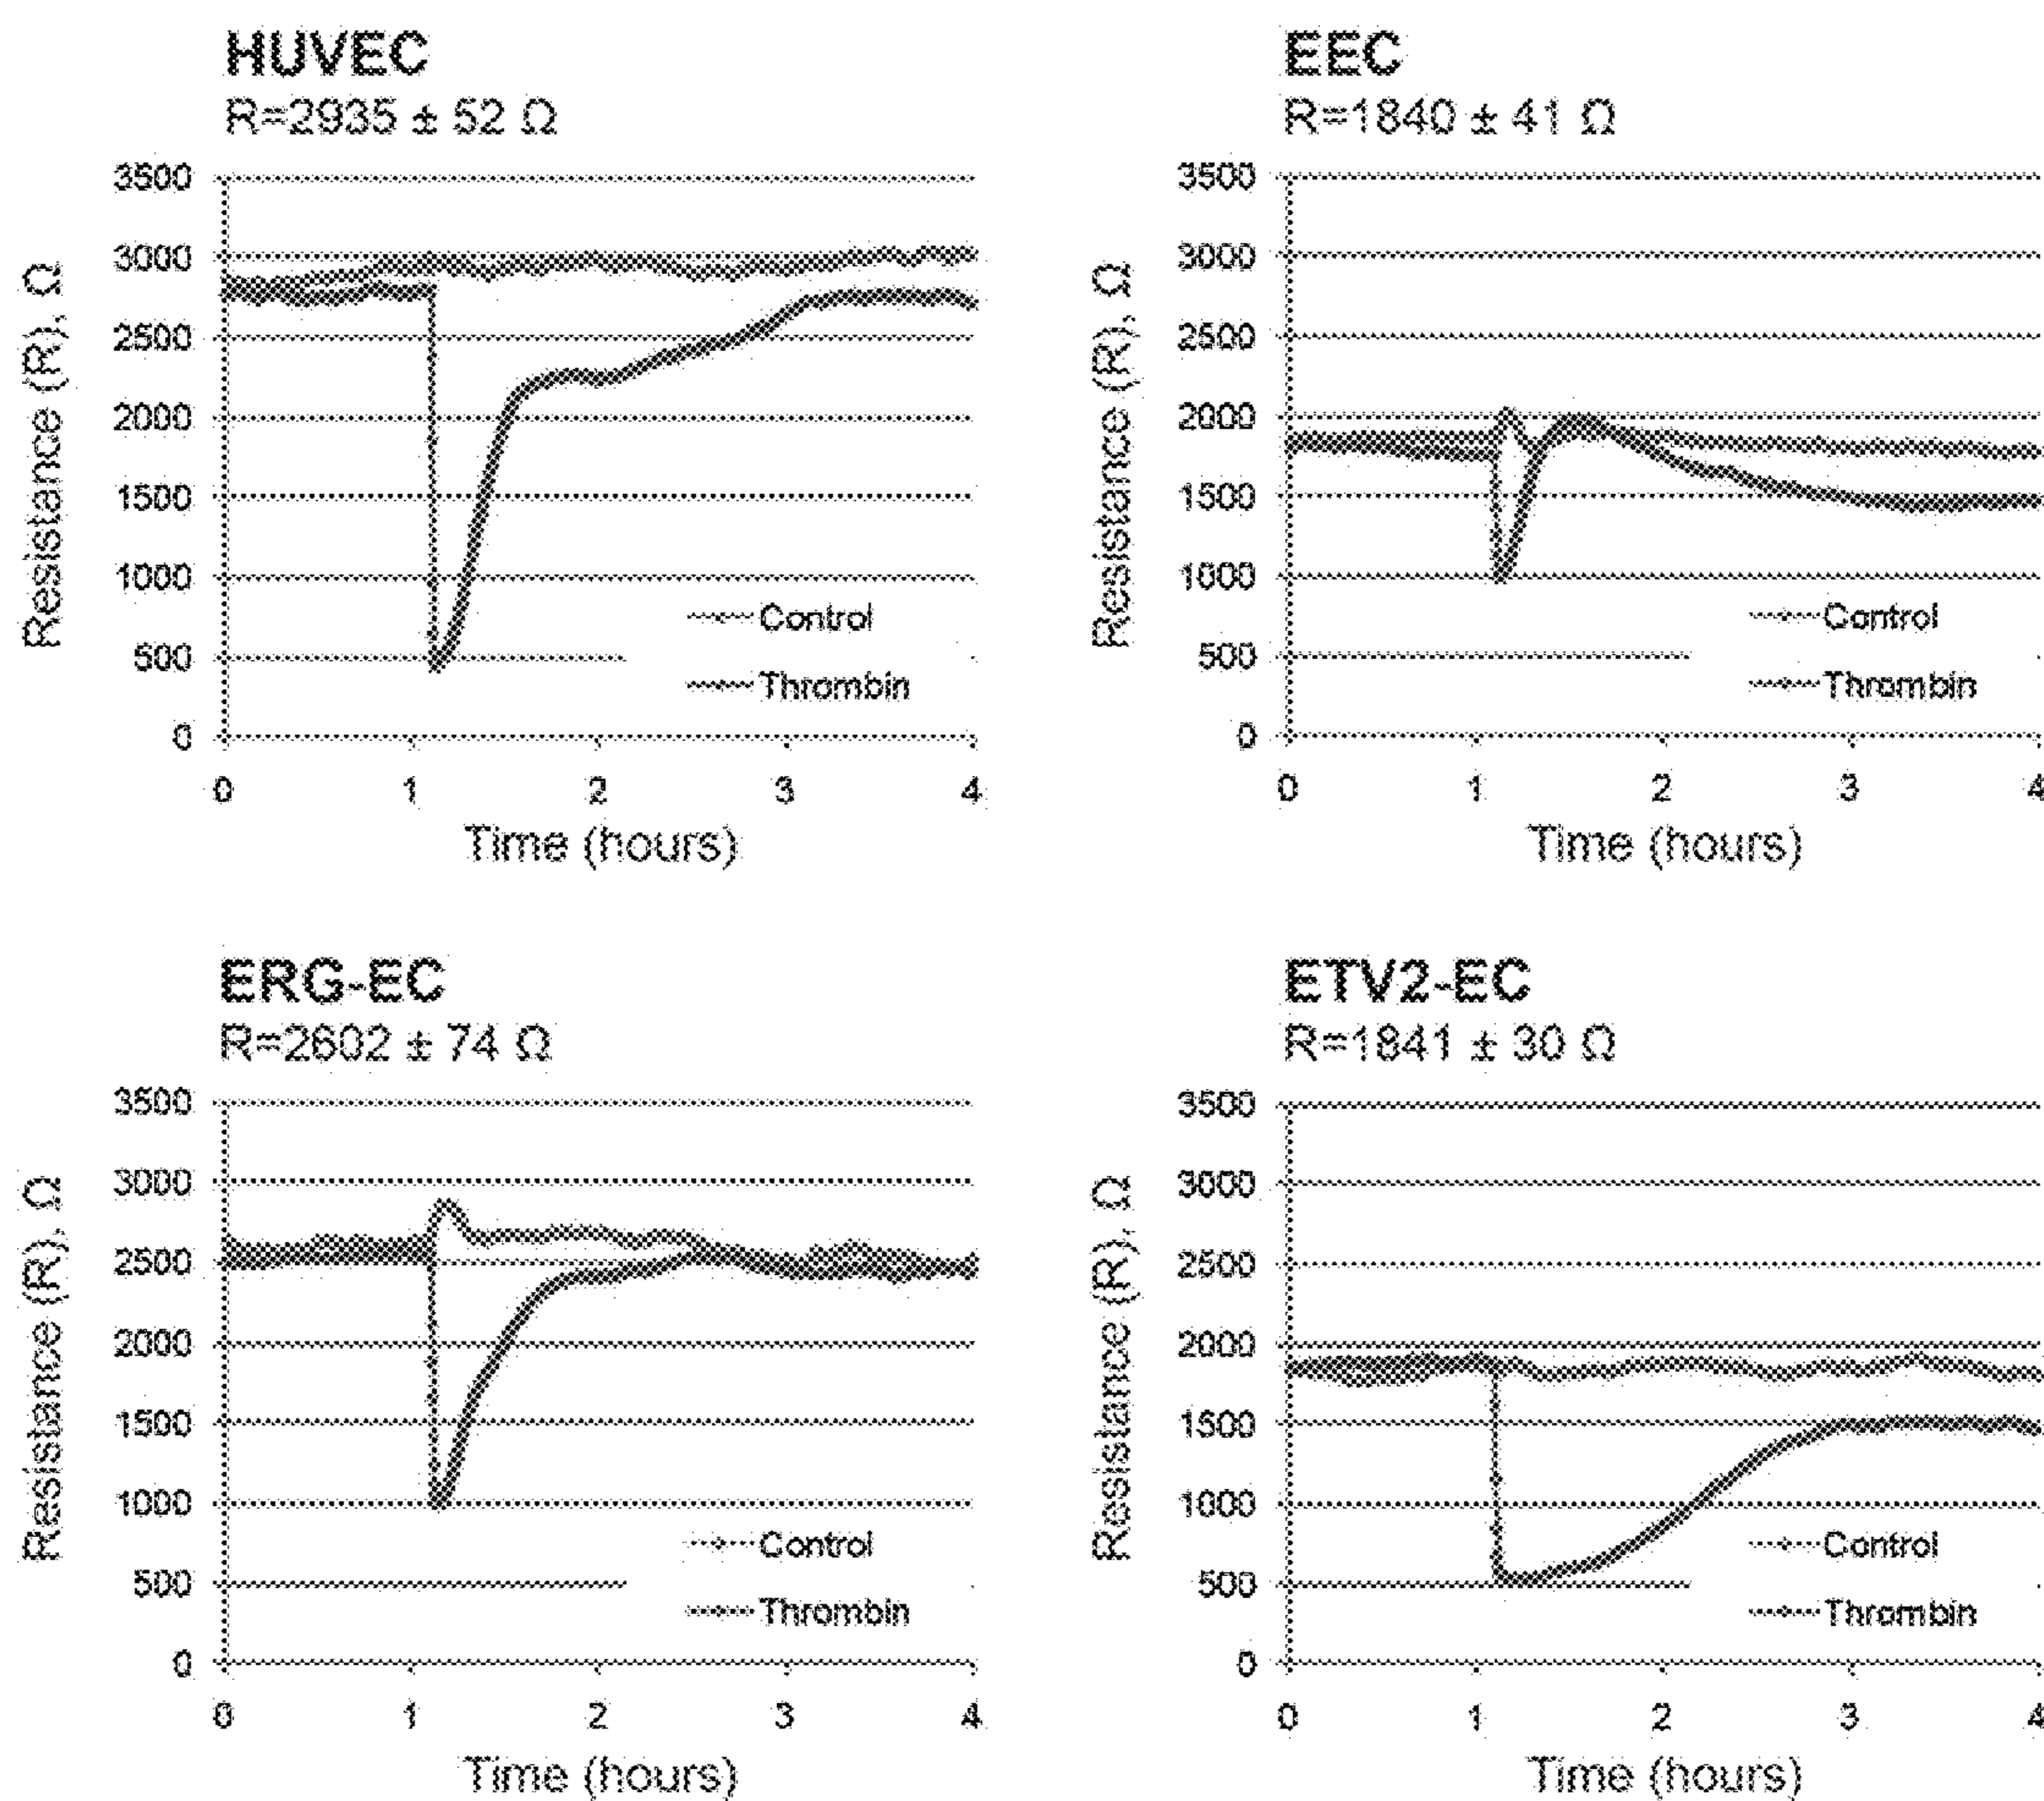 HUVEC
R=2935 ± 52 Ω
3500
3000
2500
2000
1500
1000
500
0
Resistance (R), Ω
Control
Thrombin
0 1 2 3 4
Time (hours)
EEC
R=1840 ± 41 Ω
3500
3000
2500
2000
1500
1000
500
0
Resistance (R), Ω
Control
Thrombin
0 1 2 3 4
Time (hours)
ERG-EC
R=2602 ± 74 Ω
3500
3000
2500
2000
1500
1000
500
0
Resistance (R), Ω
Control
Thrombin
0 1 2 3 4
Time (hours)
ETV2-EC
R=1841 ± 30 Ω
3500
3000
2500
2000
1500
1000
500
0
Resistance (R), Ω
Control
Thrombin
0 1 2 3 4
Time (hours)